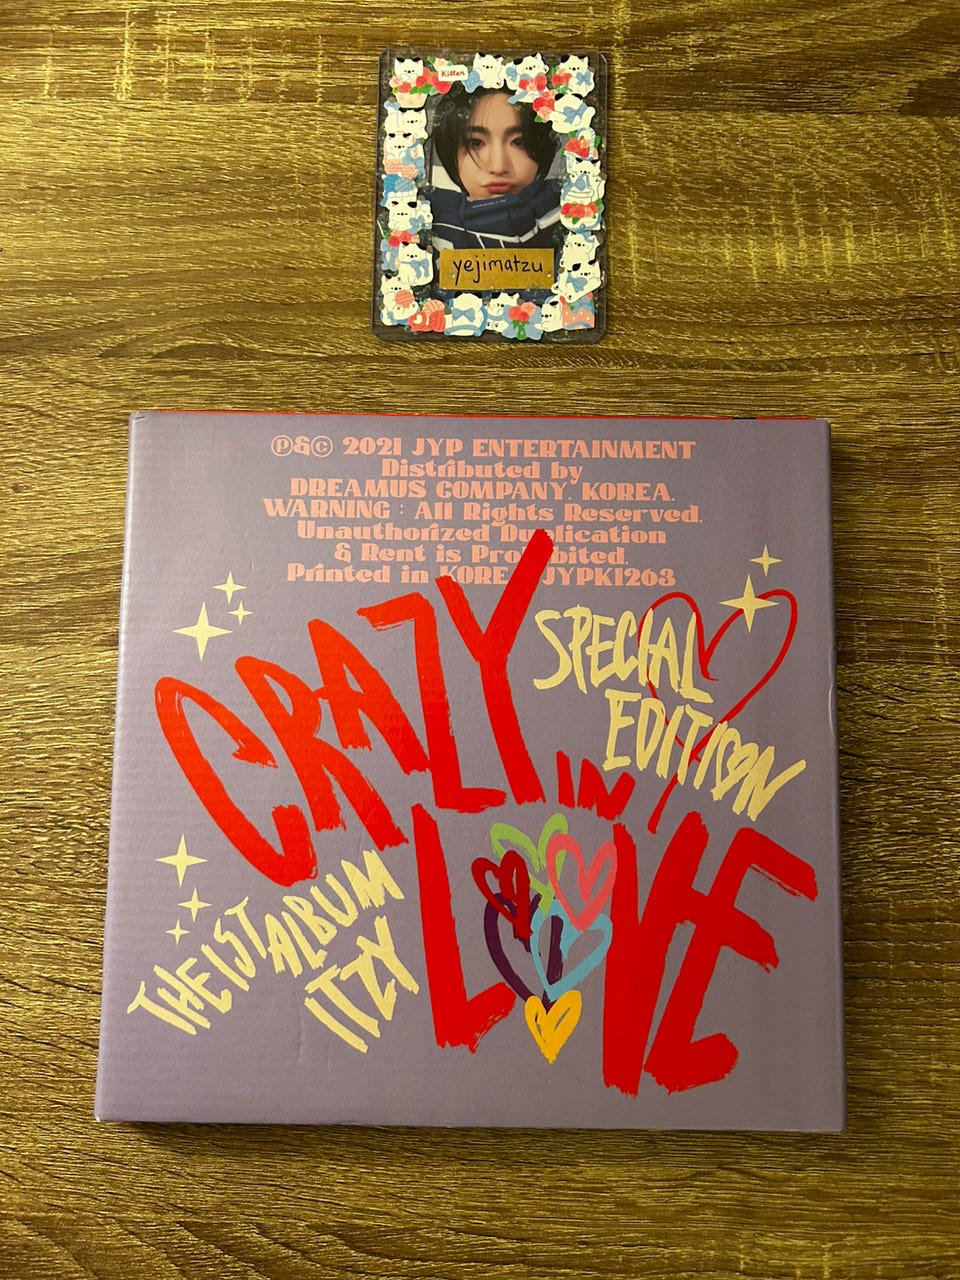 Kitten
yejimatzu
Ⓟ&Ⓒ 2021 JYP ENTERTAINMENT
Distributed by
DREAMUS COMPANY. KOREA.
WARNING : All Rights Reserved.
Unauthorized Duplication
& Rent is Prohibited.
Printed in KOREA JYPK1263
CRAZY
IN
LOVE
SPECIAL
EDITION
THE 1ST ALBUM
ITZY